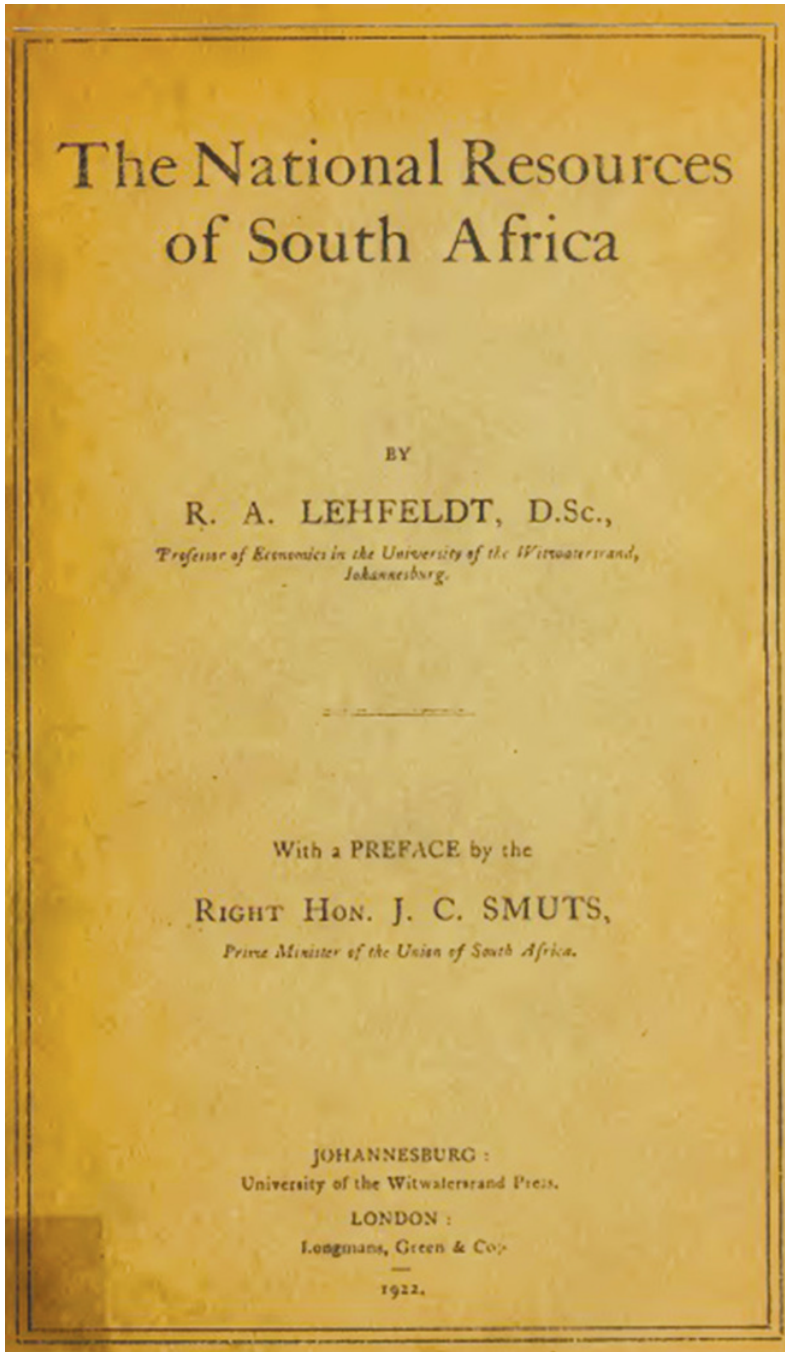 The National Resources
of South Africa
BY
R. A. LEHFELDT, D.Sc.,
Professor of Economics in the University of the Witwatersrand,
Johannesburg.
With a PREFACE by the
RIGHT HON. J. C. SMUTS,
Prime Minister of the Union of South Africa.
JOHANNESBURG :
University of the Witwatersrand Press.
LONDON :
Longmans, Green & Co.
1922.